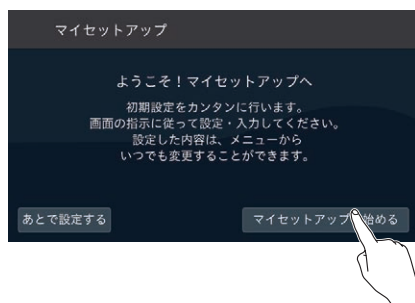 マイセットアップ
ようこそ！マイセットアップへ
初期設定をカンタンに行います。
画面の指示に従って設定・入力してください。
設定した内容は、メニューから
いつでも変更することができます。
あとで設定する
マイセットアップを始める